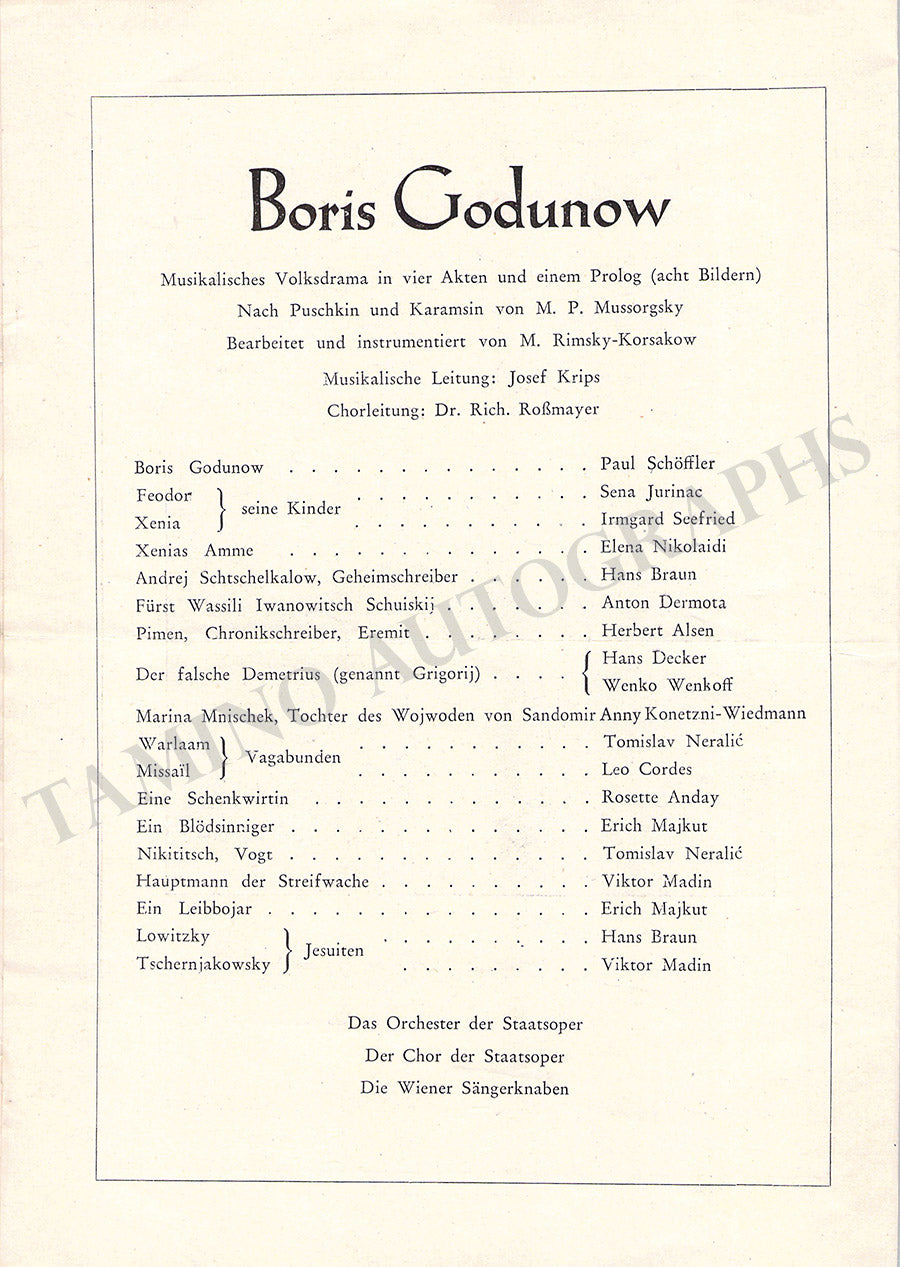 Boris Godunow
Musikalisches Volksdrama in vier Akten und einem Prolog (acht Bildern)
Nach Puschkin und Karamsin von M. P. Mussorgsky
Bearbeitet und instrumentiert von M. Rimsky-Korsakow
Musikalische Leitung: Josef Krips
Chorleitung: Dr. Rich. Roßmayer
Boris Godunow . . . . . . . . . . . . . . Paul Schöffler
Feodor } seine Kinder . . . . . . . . . . . Sena Jurinac
Xenia . . . . . . . . . . . Irmgard Seefried
Xenias Amme . . . . . . . . . . . . . . Elena Nikolaidi
Andrej Schtschelkalow, Geheimschreiber . . . . . . Hans Braun
Fürst Wassili Iwanowitsch Schuiskij . . . . . . . Anton Dermota
Pimen, Chronikschreiber, Eremit . . . . . . . . Herbert Alsen
Der falsche Demetrius (genannt Grigorij) . . . . { Hans Decker
Wenko Wenkoff
Marina Mnischek, Tochter des Wojwoden von Sandomir Anny Konetzni-Wiedmann
Warlaam } Vagabunden . . . . . . . . . . . Tomislav Neralić
Missaïl . . . . . . . . . . . Leo Cordes
Eine Schenkwirtin . . . . . . . . . . . . . Rosette Anday
Ein Blödsinniger . . . . . . . . . . . . . . Erich Majkut
Nikititsch, Vogt . . . . . . . . . . . . . . Tomislav Neralić
Hauptmann der Streifwache . . . . . . . . . . Viktor Madin
Ein Leibbojar . . . . . . . . . . . . . . . Erich Majkut
Lowitzky } Jesuiten . . . . . . . . . . Hans Braun
Tschernjakowsky . . . . . . . . . Viktor Madin
Das Orchester der Staatsoper
Der Chor der Staatsoper
Die Wiener Sängerknaben
TAMINO AUTOGRAPHS